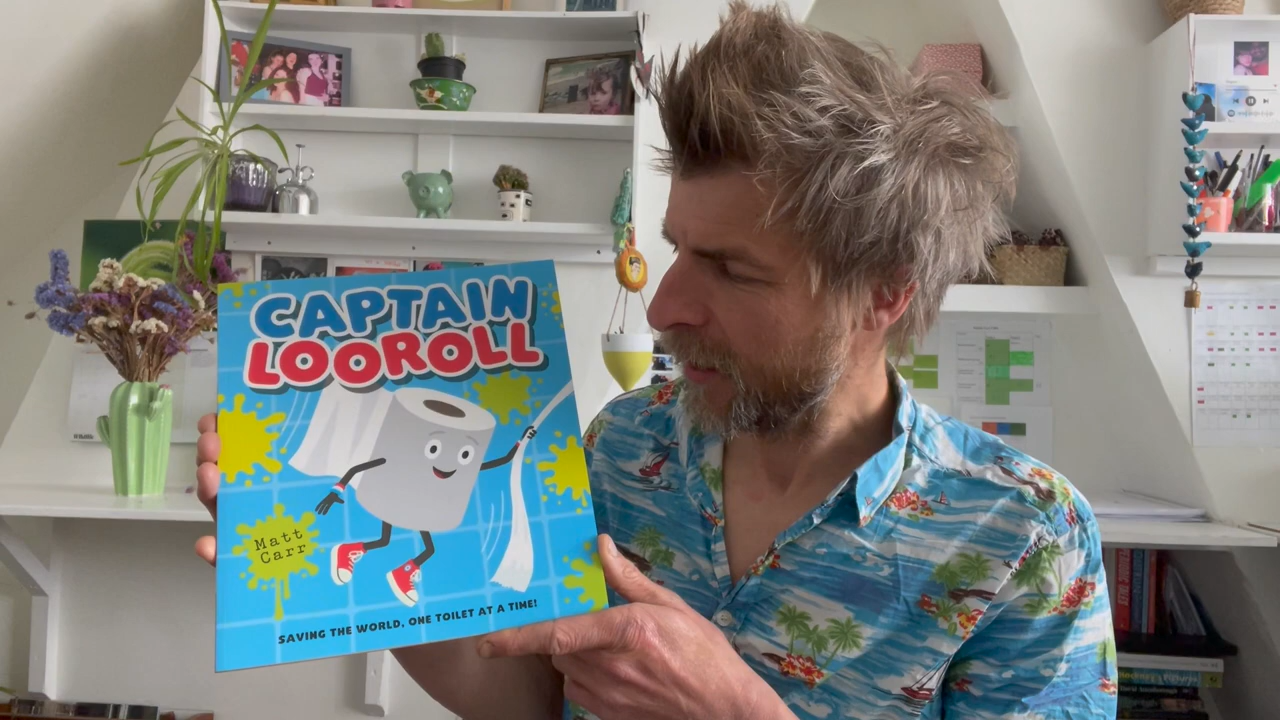 CAPTAIN
LOOROLL
Matt
Carr
SAVING THE WORLD, ONE TOILET AT A TIME!